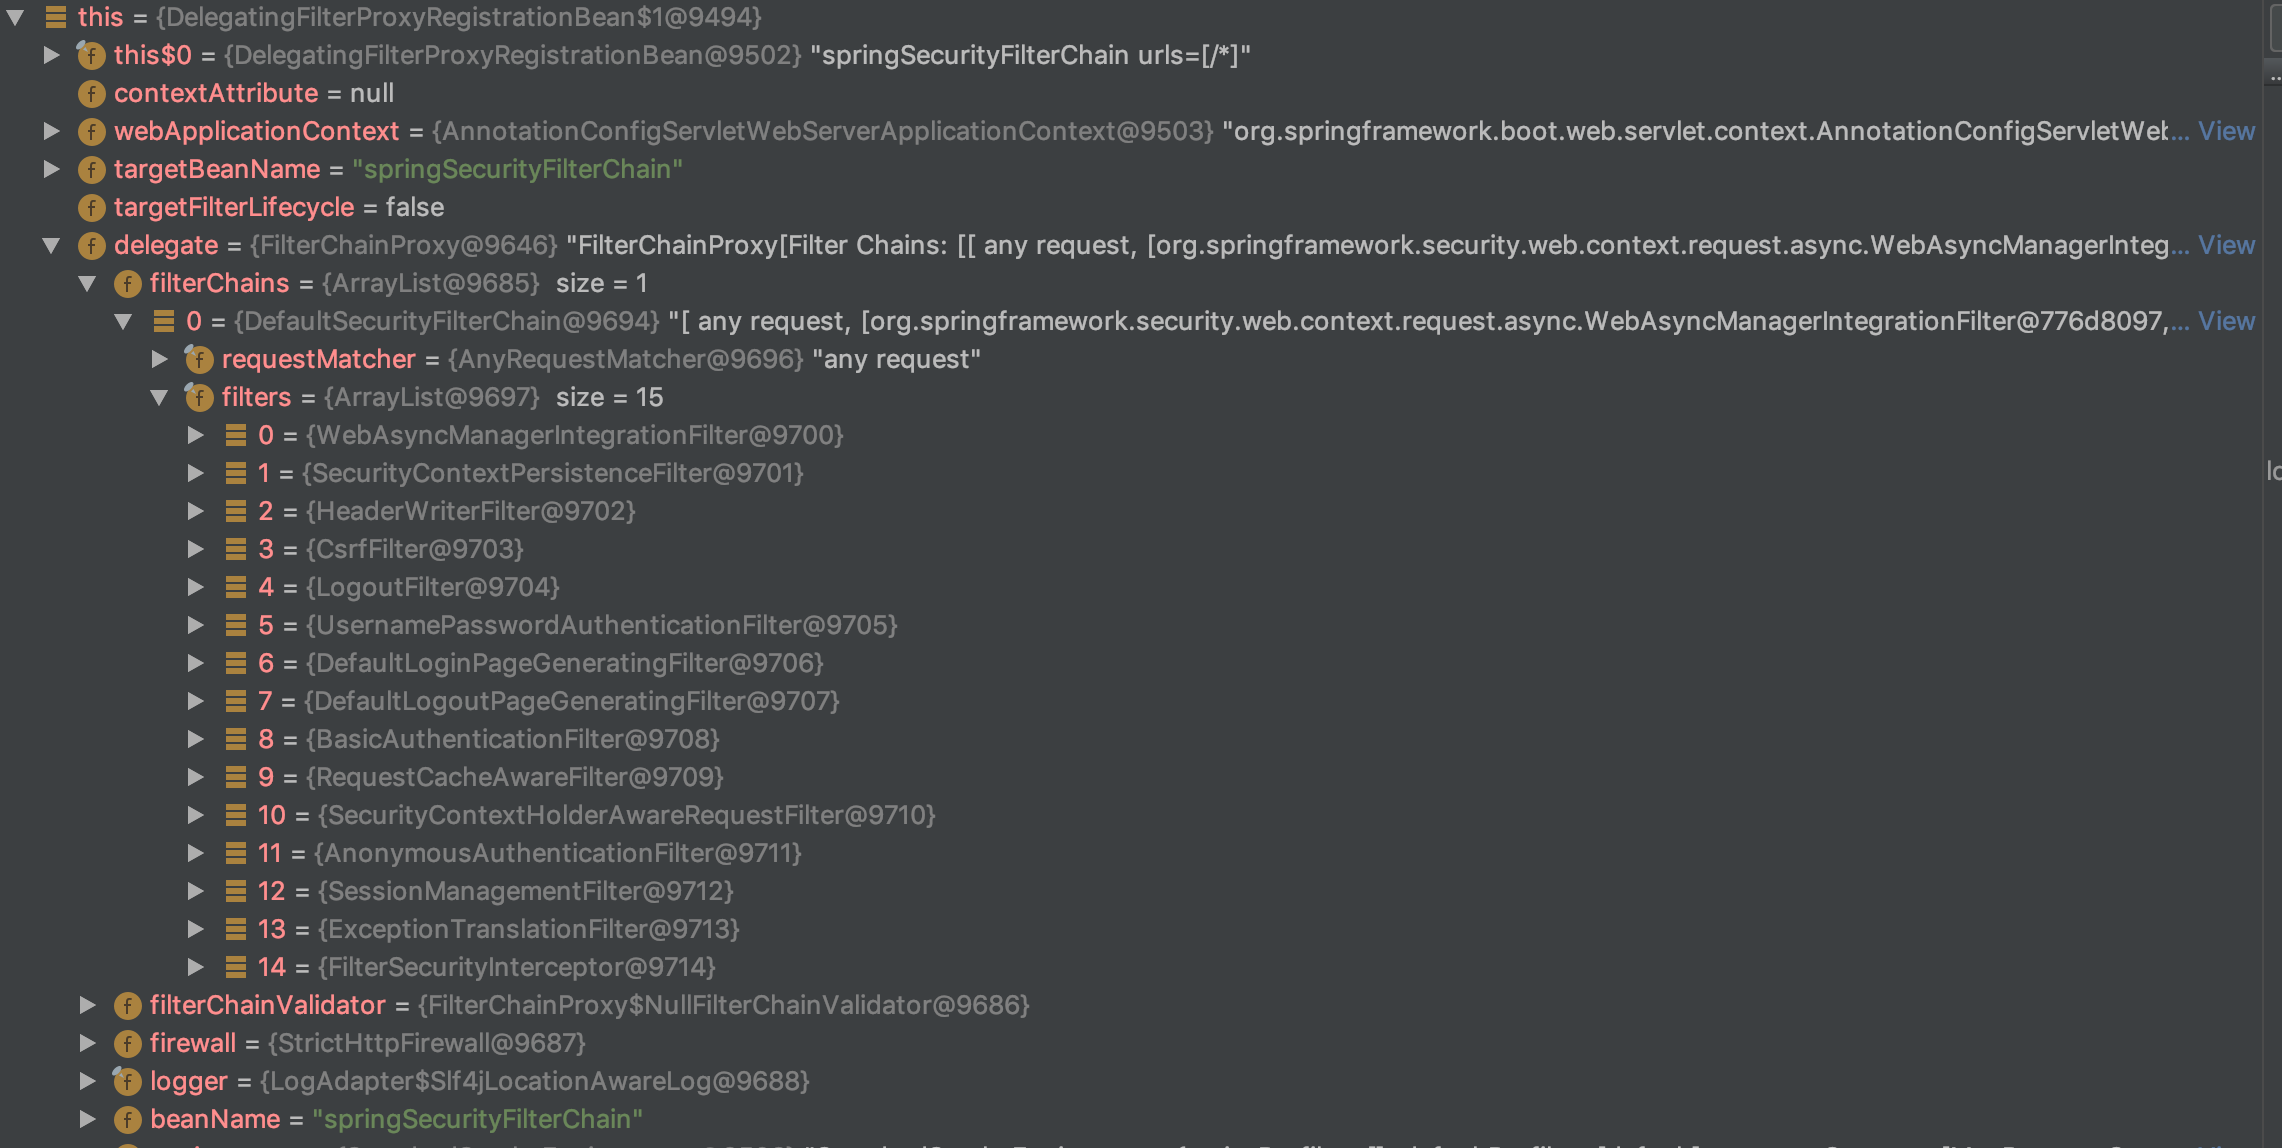 this = {DelegatingFilterProxyRegistrationBean$1@9494}
this$0 = {DelegatingFilterProxyRegistrationBean@9502} "springSecurityFilterChain urls=[/*]"
contextAttribute = null
webApplicationContext = {AnnotationConfigServletWebServerApplicationContext@9503} "org.springframework.boot.web.servlet.context.AnnotationConfigServletWeb... View
targetBeanName = "springSecurityFilterChain"
targetFilterLifecycle = false
delegate = {FilterChainProxy@9646} "FilterChainProxy[Filter Chains: [[ any request, [org.springframework.security.web.context.request.async.WebAsyncManagerInteg... View
filterChains = {ArrayList@9685} size = 1
0 = {DefaultSecurityFilterChain@9694} "[ any request, [org.springframework.security.web.context.request.async.WebAsyncManagerIntegrationFilter@776d8097,... View
requestMatcher = {AnyRequestMatcher@9696} "any request"
filters = {ArrayList@9697} size = 15
0 = {WebAsyncManagerIntegrationFilter@9700}
1 = {SecurityContextPersistenceFilter@9701}
2 = {HeaderWriterFilter@9702}
3 = {CsrfFilter@9703}
4 = {LogoutFilter@9704}
5 = {UsernamePasswordAuthenticationFilter@9705}
6 = {DefaultLoginPageGeneratingFilter@9706}
7 = {DefaultLogoutPageGeneratingFilter@9707}
8 = {BasicAuthenticationFilter@9708}
9 = {RequestCacheAwareFilter@9709}
10 = {SecurityContextHolderAwareRequestFilter@9710}
11 = {AnonymousAuthenticationFilter@9711}
12 = {SessionManagementFilter@9712}
13 = {ExceptionTranslationFilter@9713}
14 = {FilterSecurityInterceptor@9714}
filterChainValidator = {FilterChainProxy$NullFilterChainValidator@9686}
firewall = {StrictHttpFirewall@9687}
logger = {LogAdapter$Slf4jLocationAwareLog@9688}
beanName = "springSecurityFilterChain"